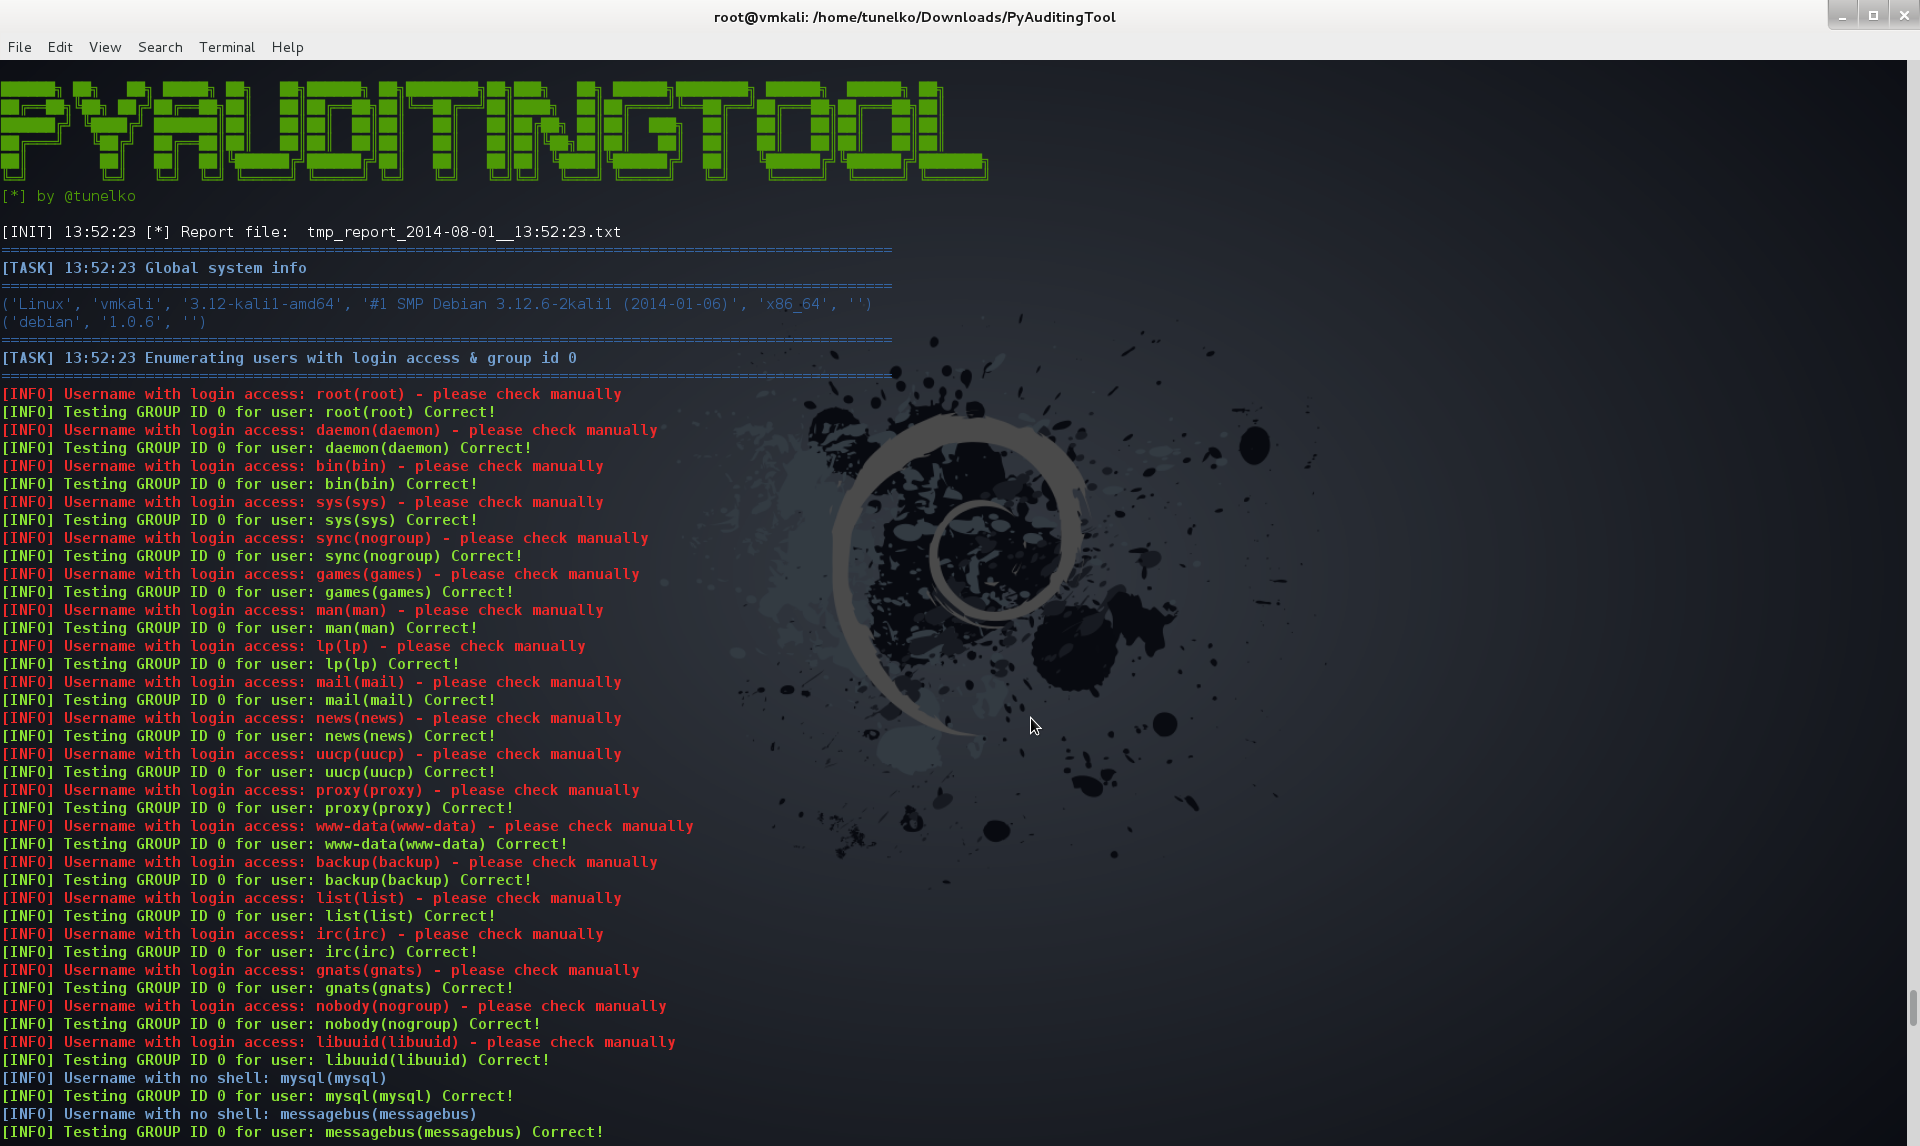 root@vmkali: /home/tunelko/Downloads/PyAuditingTool
File Edit View Search Terminal Help
PYAUDITINGTOOL
[*] by @tunelko
[INIT] 13:52:23 [*] Report file:  tmp_report_2014-08-01__13:52:23.txt
===================================================================================================
[TASK] 13:52:23 Global system info
===================================================================================================
('Linux', 'vmkali', '3.12-kali1-amd64', '#1 SMP Debian 3.12.6-2kali1 (2014-01-06)', 'x86_64', '')
('debian', '1.0.6', '')
===================================================================================================
[TASK] 13:52:23 Enumerating users with login access & group id 0
===================================================================================================
[INFO] Username with login access: root(root) - please check manually
[INFO] Testing GROUP ID 0 for user: root(root) Correct!
[INFO] Username with login access: daemon(daemon) - please check manually
[INFO] Testing GROUP ID 0 for user: daemon(daemon) Correct!
[INFO] Username with login access: bin(bin) - please check manually
[INFO] Testing GROUP ID 0 for user: bin(bin) Correct!
[INFO] Username with login access: sys(sys) - please check manually
[INFO] Testing GROUP ID 0 for user: sys(sys) Correct!
[INFO] Username with login access: sync(nogroup) - please check manually
[INFO] Testing GROUP ID 0 for user: sync(nogroup) Correct!
[INFO] Username with login access: games(games) - please check manually
[INFO] Testing GROUP ID 0 for user: games(games) Correct!
[INFO] Username with login access: man(man) - please check manually
[INFO] Testing GROUP ID 0 for user: man(man) Correct!
[INFO] Username with login access: lp(lp) - please check manually
[INFO] Testing GROUP ID 0 for user: lp(lp) Correct!
[INFO] Username with login access: mail(mail) - please check manually
[INFO] Testing GROUP ID 0 for user: mail(mail) Correct!
[INFO] Username with login access: news(news) - please check manually
[INFO] Testing GROUP ID 0 for user: news(news) Correct!
[INFO] Username with login access: uucp(uucp) - please check manually
[INFO] Testing GROUP ID 0 for user: uucp(uucp) Correct!
[INFO] Username with login access: proxy(proxy) - please check manually
[INFO] Testing GROUP ID 0 for user: proxy(proxy) Correct!
[INFO] Username with login access: www-data(www-data) - please check manually
[INFO] Testing GROUP ID 0 for user: www-data(www-data) Correct!
[INFO] Username with login access: backup(backup) - please check manually
[INFO] Testing GROUP ID 0 for user: backup(backup) Correct!
[INFO] Username with login access: list(list) - please check manually
[INFO] Testing GROUP ID 0 for user: list(list) Correct!
[INFO] Username with login access: irc(irc) - please check manually
[INFO] Testing GROUP ID 0 for user: irc(irc) Correct!
[INFO] Username with login access: gnats(gnats) - please check manually
[INFO] Testing GROUP ID 0 for user: gnats(gnats) Correct!
[INFO] Username with login access: nobody(nogroup) - please check manually
[INFO] Testing GROUP ID 0 for user: nobody(nogroup) Correct!
[INFO] Username with login access: libuuid(libuuid) - please check manually
[INFO] Testing GROUP ID 0 for user: libuuid(libuuid) Correct!
[INFO] Username with no shell: mysql(mysql)
[INFO] Testing GROUP ID 0 for user: mysql(mysql) Correct!
[INFO] Username with no shell: messagebus(messagebus)
[INFO] Testing GROUP ID 0 for user: messagebus(messagebus) Correct!